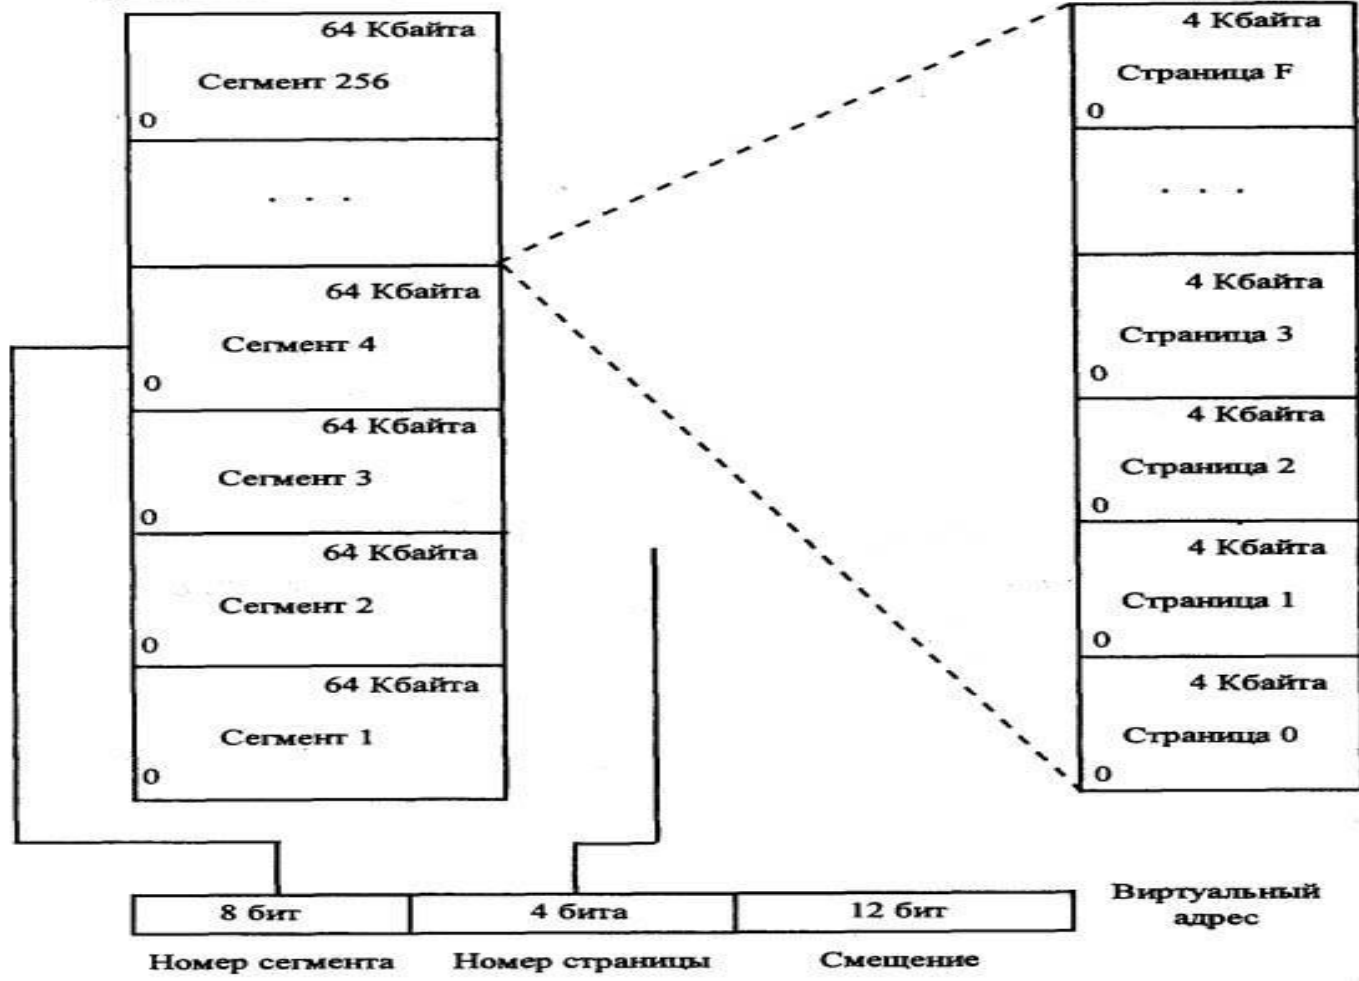 64 Кбайта
Сегмент 256
0
. . .
64 Кбайта
Сегмент 4
0
64 Кбайта
Сегмент 3
0
64 Кбайта
Сегмент 2
0
64 Кбайта
Сегмент 1
0
4 Кбайта
Страница F
0
. . .
4 Кбайта
Страница 3
0
4 Кбайта
Страница 2
0
4 Кбайта
Страница 1
0
4 Кбайта
Страница 0
0
8 бит
4 бита
12 бит
Виртуальный
адрес
Номер сегмента
Номер страницы
Смещение